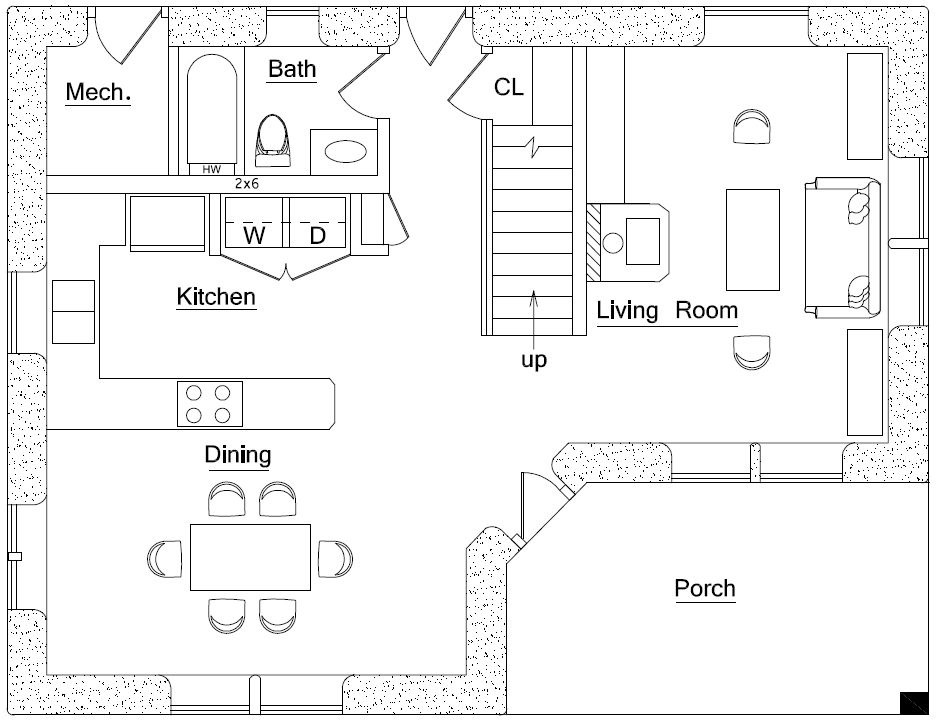 Bath
Mech.
CL
HW
2x6
W
D
Kitchen
Living Room
up
Dining
Porch